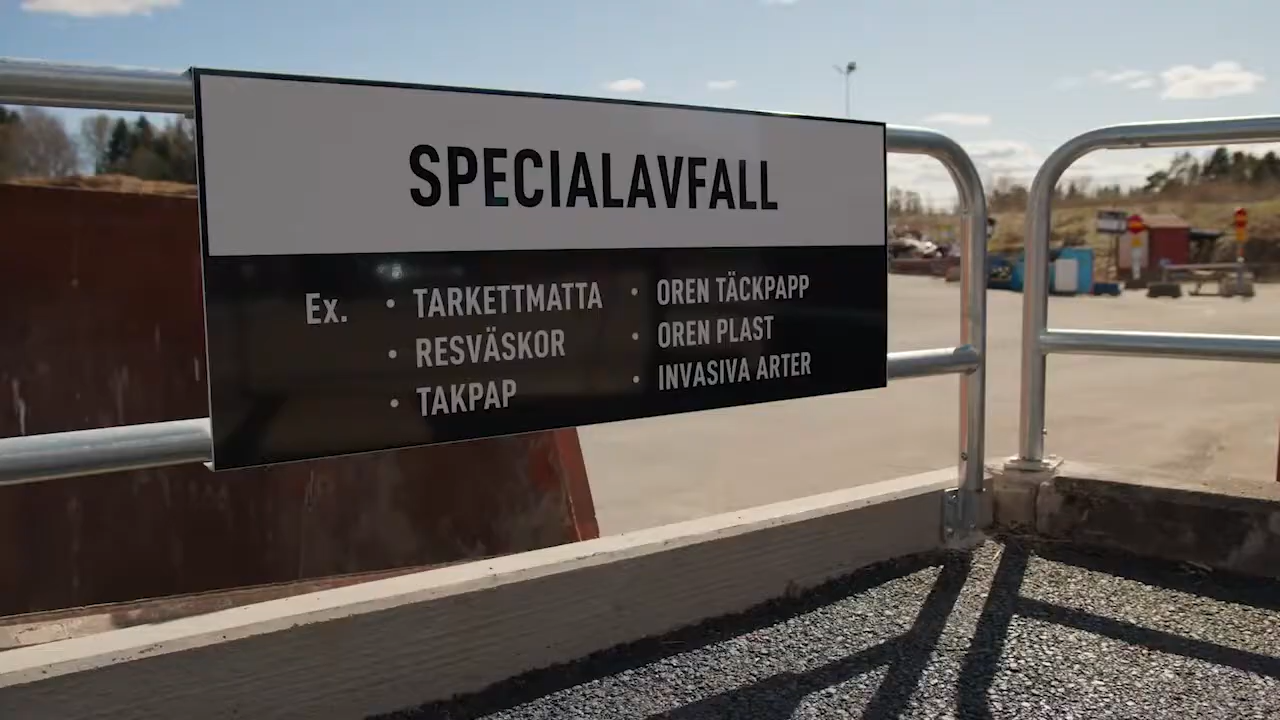 SPECIALAVFALL
Ex.
• TARKETTMATTA
• RESVÄSKOR
• TAKPAP
• OREN TÄCKPAPP
• OREN PLAST
• INVASIVA ARTER